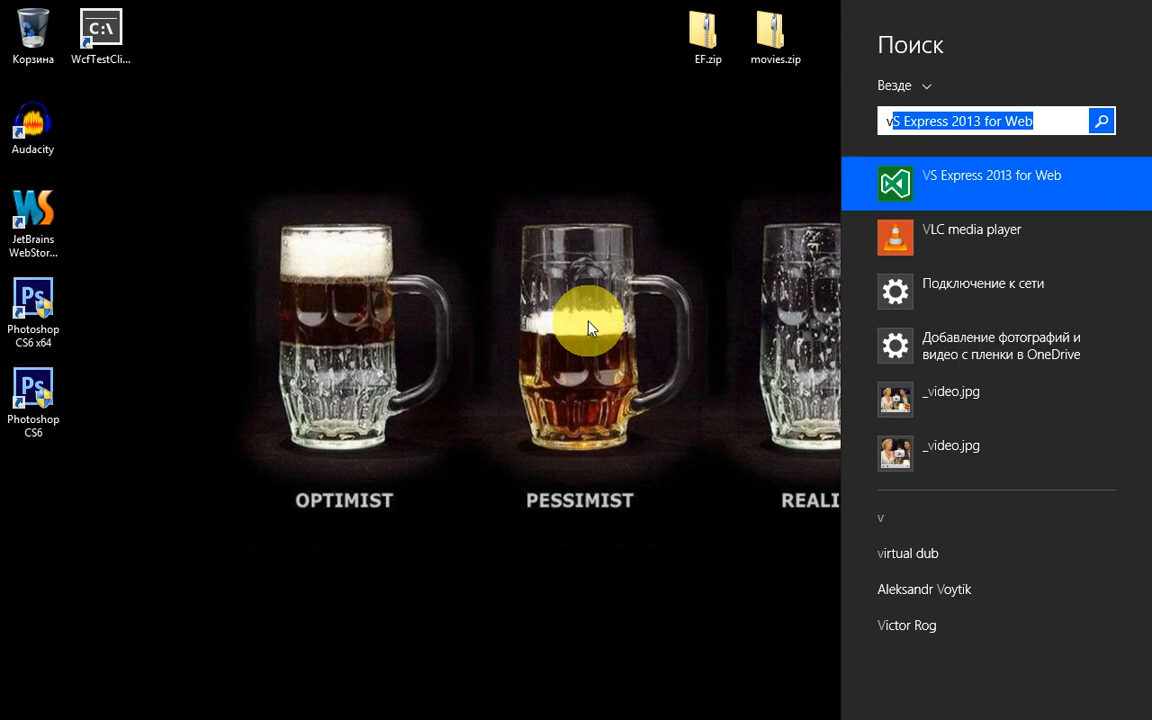 Корзина
WcfTestCli...
EF.zip
movies.zip
Audacity
JetBrains
WebStor...
Photoshop
CS6 x64
Photoshop
CS6
OPTIMIST
PESSIMIST
REALI
Поиск
Везде
vS Express 2013 for Web
VS Express 2013 for Web
VLC media player
Подключение к сети
Добавление фотографий и
видео с пленки в OneDrive
_video.jpg
_video.jpg
v
virtual dub
Aleksandr Voytik
Victor Rog